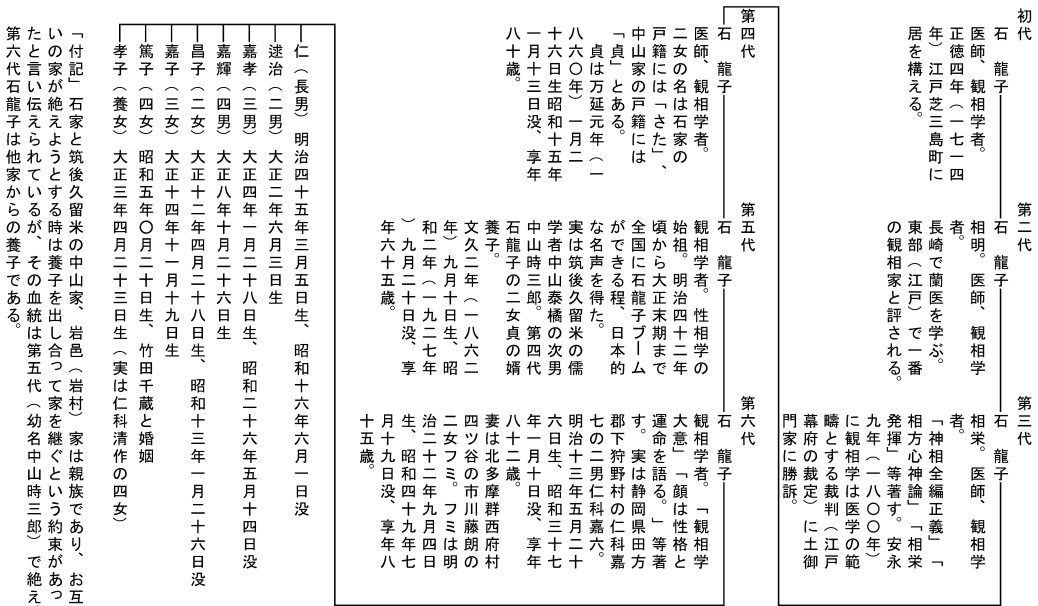 初代
石　龍子
医師、観相学者。
正徳四年（一七一四
年）江戸芝三島町に
居を構える。
第二代
石　龍子
相明。医師、観相学
者。
長崎で蘭医を学ぶ。
東部（江戸）で一番
の観相家と評される。
第三代
石　龍子
相栄。医師、観相学
者。
「神相全編正義」「
相方心神論」「相栄
発揮」等著す。安永
九年（一八〇〇年）
に観相学は医学の範
疇とする裁判（江戸
幕府の裁定）に土御
門家に勝訴。
第四代
石　龍子
医師、観相学者。
二女の名は石家の
戸籍には「さた」、
中山家の戸籍には
「貞」とある。
　貞は万延元年（一
八六〇年）一月二
十六日生昭和十五年
一月十三日没、享年
八十歳。
第五代
石　龍子
観相学者。性相学の
始祖。明治四十二年
頃から大正末期まで
全国に石龍子ブーム
ができる程、日本的
な名声を得た。
実は筑後久留米の儒
学者中山泰橘の次男
中山時三郎。第四代
石龍子の二女貞の婿
養子。
文久二年（一八六二
年）九月十日生、昭
和二年（一九二七年
）九月二十日没、享
年六十五歳。
第六代
石　龍子
観相学者。「観相学
大意」「顔は性格と
運命を語る。」等著
す。実は静岡県田方
郡下狩野村の仁科嘉
七の二男仁科嘉六。
明治十三年五月二十
六日生、昭和三十七
年一月十日没、享年
八十二歳。
妻は北多摩群西府村
四ツ谷の市川藤朗の
二女フミ。フミは明
治二十二年九月四日
生、昭和四十九年七
月十九日没、享年八
十五歳。
仁（長男）明治四十五年三月五日生、昭和十六年六月一日没
逑治（二男）大正二年六月三日生
嘉孝（三男）大正四年一月二十八日生、昭和二十六年五月十四日没
嘉輝（四男）大正八年十月二十六日生
昌子（二女）大正十二年四月二十八日生、昭和十三年一月二十六日没
嘉子（三女）大正十四年十一月十九日生
篤子（四女）昭和五年〇月二十日生、竹田千蔵と婚姻
孝子（養女）大正三年四月二十三日生（実は仁科清作の四女）
「付記」石家と筑後久留米の中山家、岩邑（岩村）家は親族であり、お互
いの家が絶えようとする時は養子を出し合って家を継ぐという約束があっ
たと言い伝えられているが、その血統は第五代（幼名中山時三郎）で絶え、
第六代石龍子は他家からの養子である。